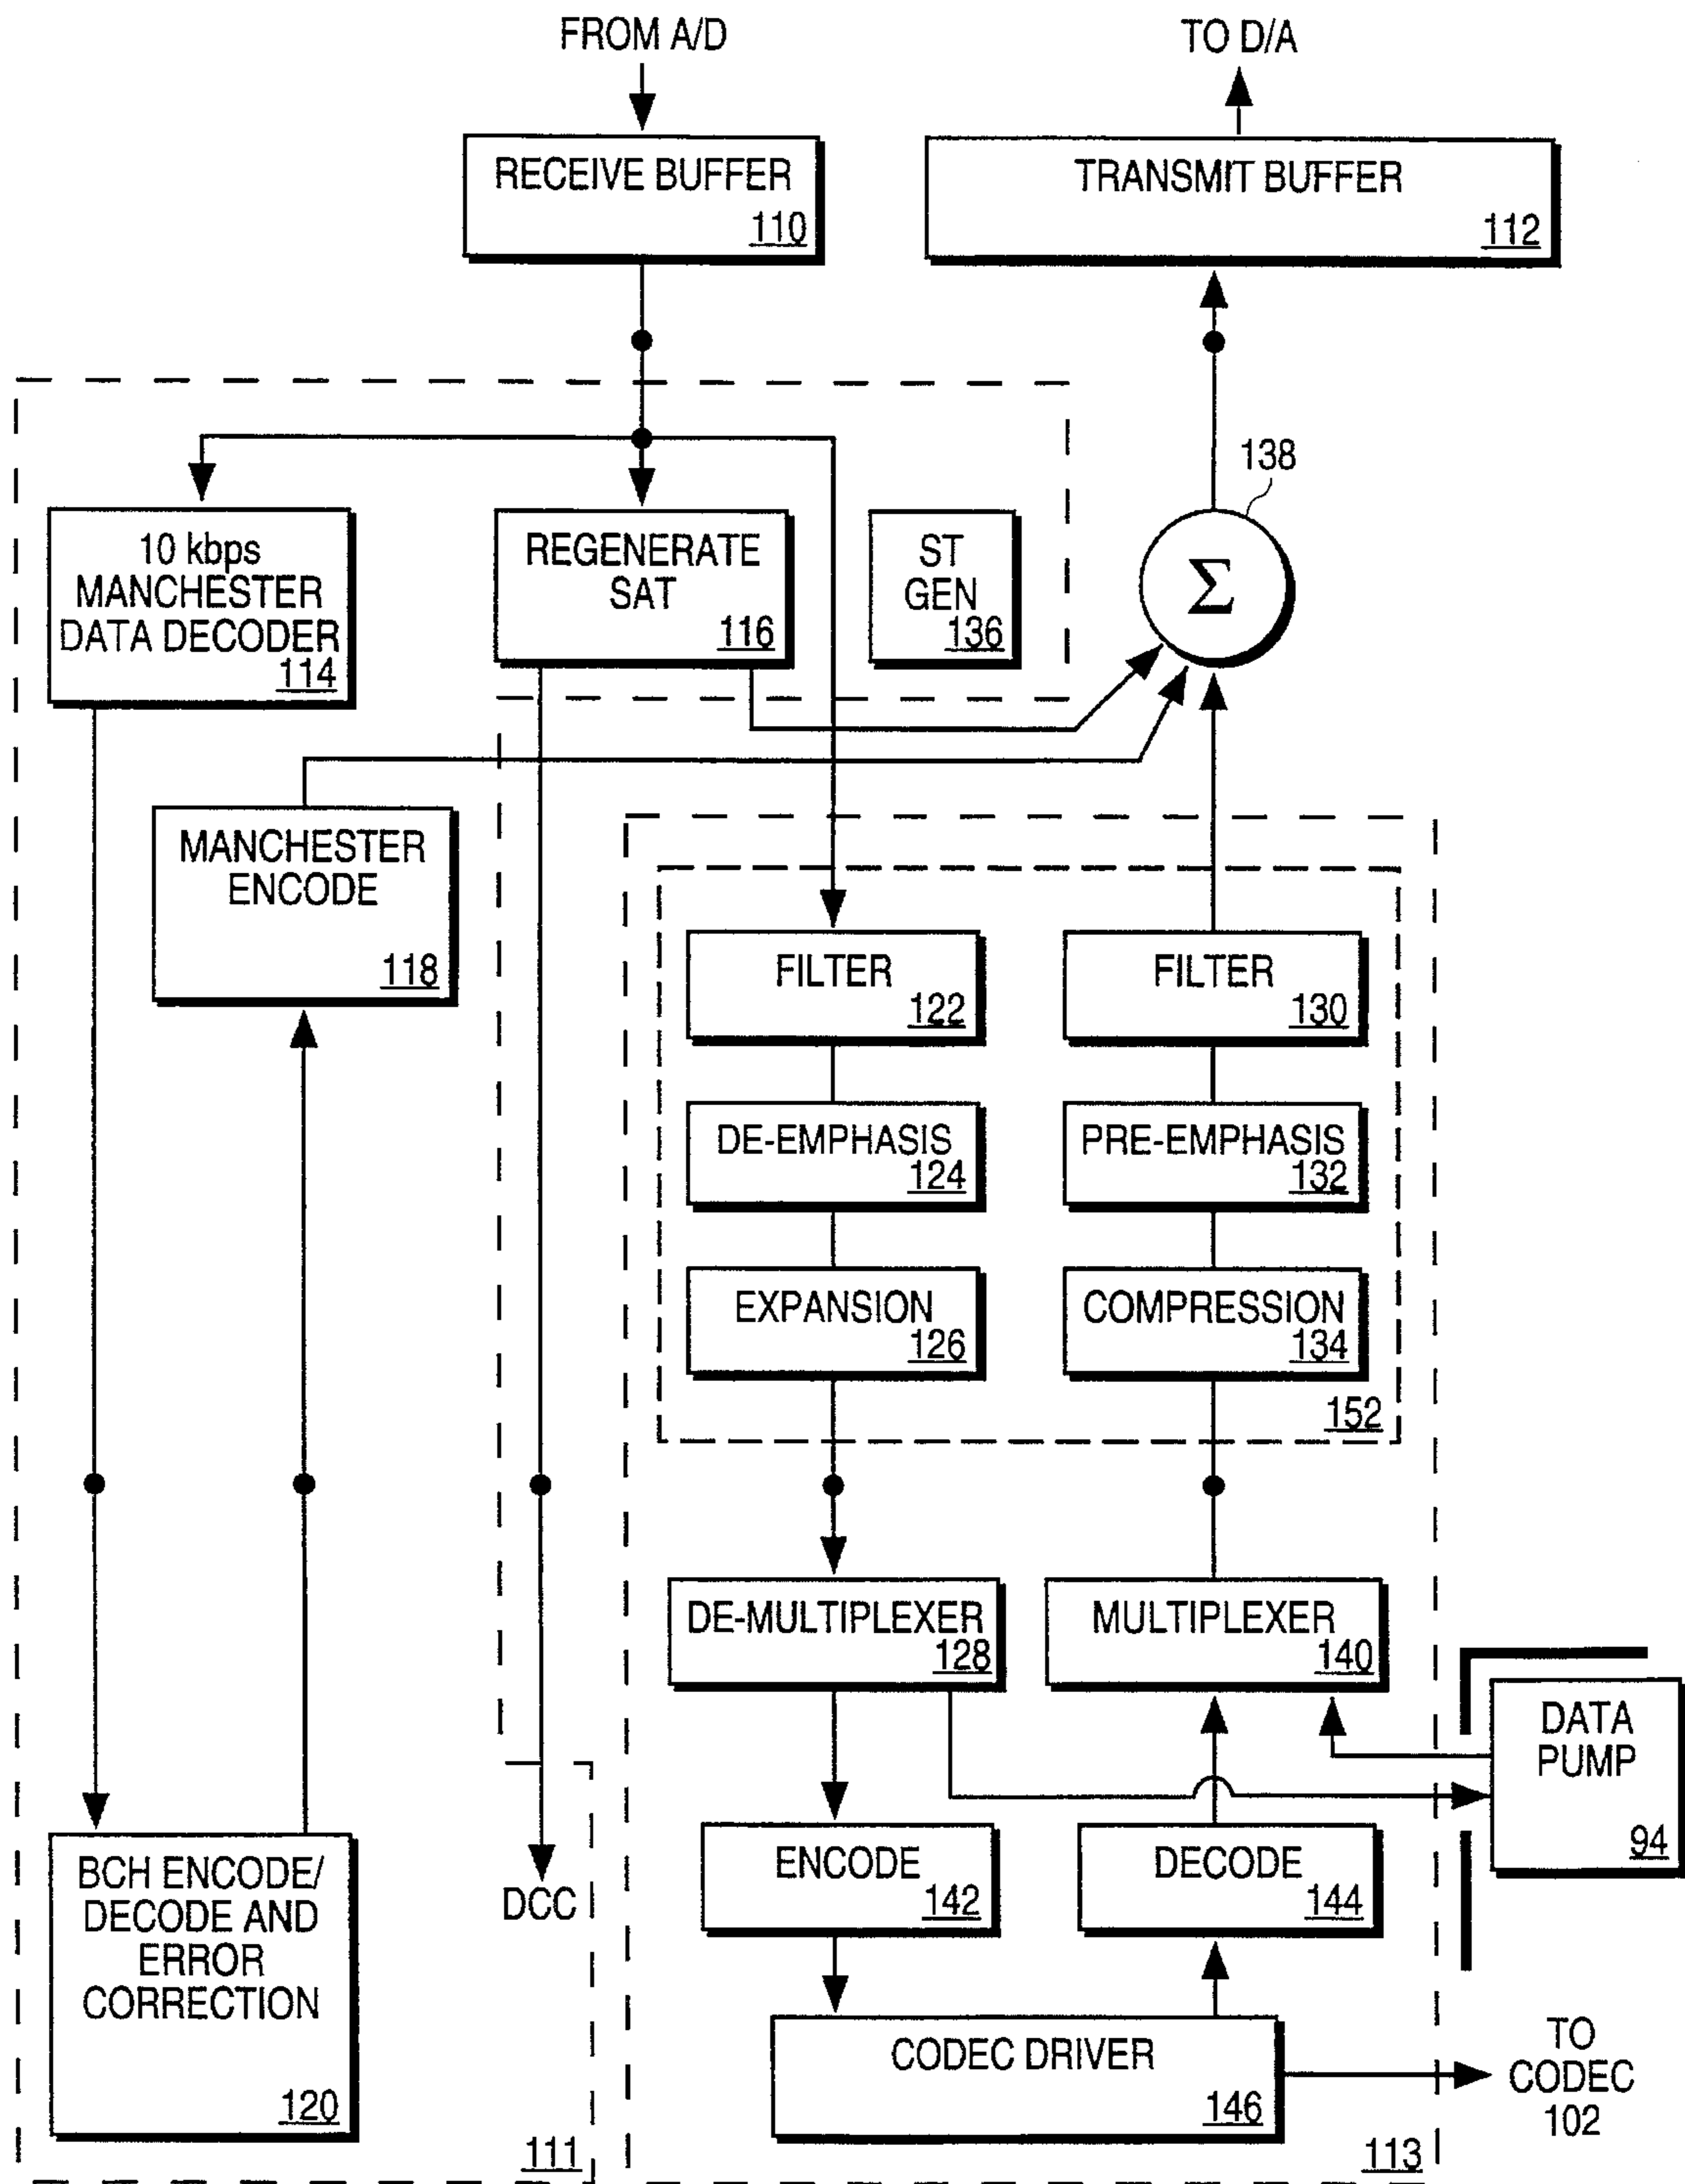 FROM A/D
TO D/A
RECEIVE BUFFER
110
TRANSMIT BUFFER
112
138
10 kbps
MANCHESTER
DATA DECODER
114
REGENERATE
SAT
116
ST
GEN
136
Σ
MANCHESTER
ENCODE
118
FILTER
122
FILTER
130
DE-EMPHASIS
124
PRE-EMPHASIS
132
EXPANSION
126
COMPRESSION
134
152
DE-MULTIPLEXER
128
MULTIPLEXER
140
DATA
PUMP
94
BCH ENCODE/
DECODE AND
ERROR
CORRECTION
120
DCC
ENCODE
142
DECODE
144
CODEC DRIVER
146
TO
CODEC
102
111
113